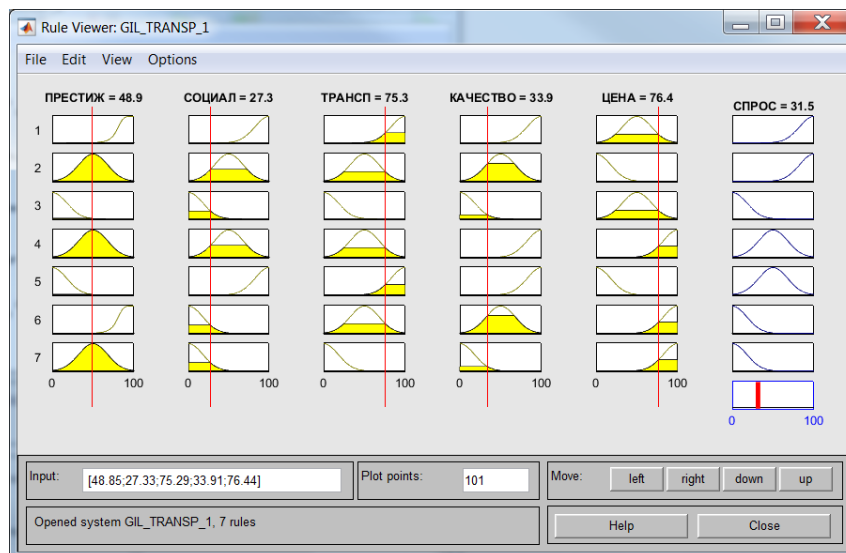 Rule Viewer: GIL_TRANSP_1
File Edit View Options
ПРЕСТИЖ = 48.9 СОЦИАЛ = 27.3 ТРАНСП = 75.3 КАЧЕСТВО = 33.9 ЦЕНА = 76.4 СПРОС = 31.5
1
2
3
4
5
6
7
0 100 0 100 0 100 0 100 0 100
0 100
Input: [48.85;27.33;75.29;33.91;76.44] Plot points: 101 Move: left right down up
Opened system GIL_TRANSP_1, 7 rules Help Close